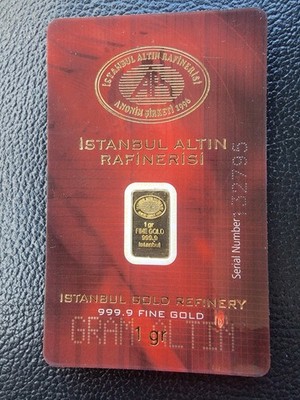 İSTANBUL ALTIN RAFİNERİSİ
ANONİM ŞİRKETİ 1996
İSTANBUL ALTIN
RAFİNERİSİ
1 gr
FINE GOLD
999.9
Istanbul
Serial Number: 32795
ISTANBUL GOLD REFINERY
999.9 FINE GOLD
GRAM ALTIN
1 gr